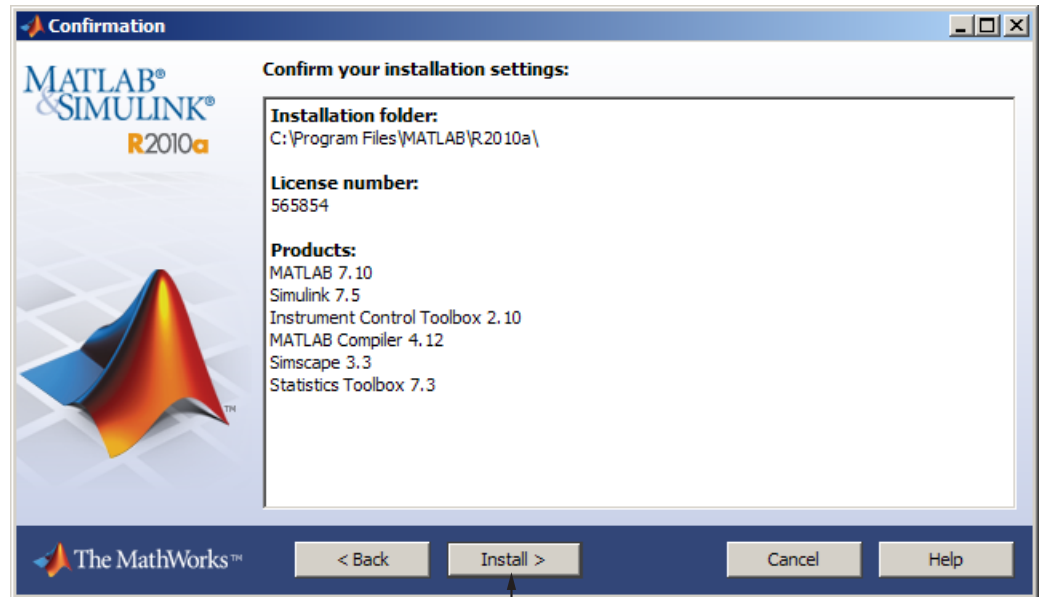 Confirmation
MATLAB®
&SIMULINK®
R2010a
Confirm your installation settings:
Installation folder:
C:\Program Files\MATLAB\R2010a\
License number:
565854
Products:
MATLAB 7.10
Simulink 7.5
Instrument Control Toolbox 2.10
MATLAB Compiler 4.12
Simscape 3.3
Statistics Toolbox 7.3
TM
The MathWorks™
< Back
Install >
Cancel
Help